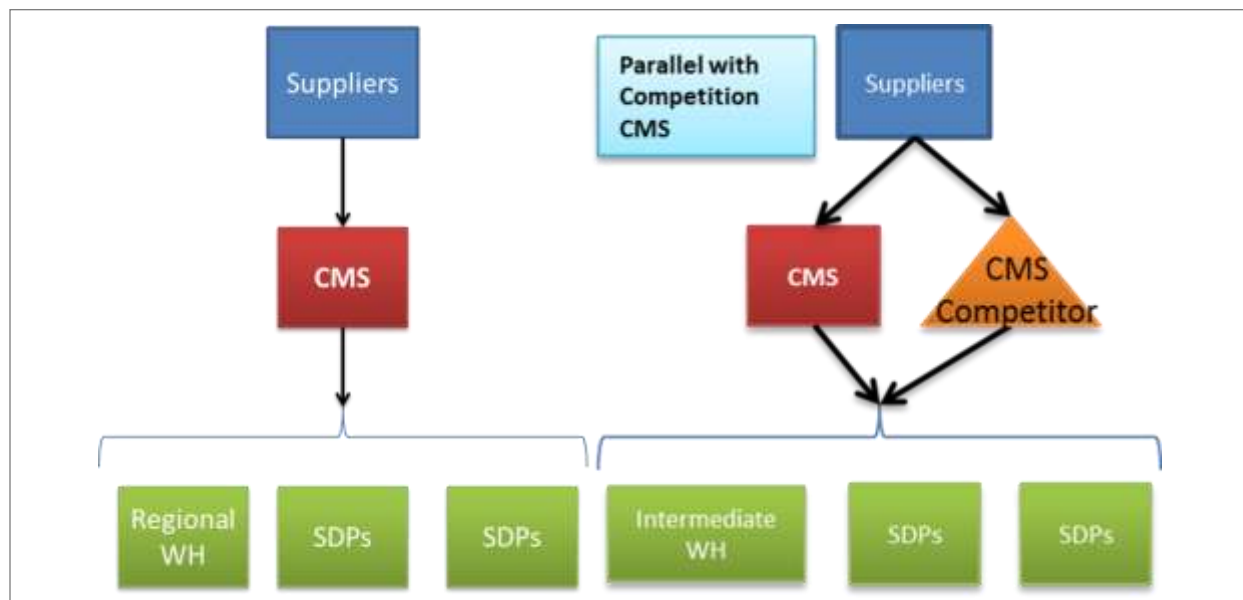 Suppliers
CMS
Regional
WH
SDPs
SDPs
Parallel with
Competition
CMS
Suppliers
CMS
CMS
Competitor
Intermediate
WH
SDPs
SDPs